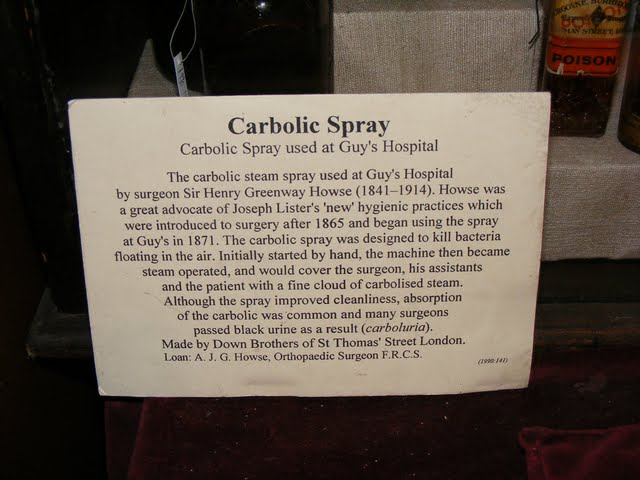 BOURNE, SURBIT
POISON
Carbolic Spray
Carbolic Spray used at Guy's Hospital
The carbolic steam spray used at Guy's Hospital
by surgeon Sir Henry Greenway Howse (1841–1914). Howse was
a great advocate of Joseph Lister's 'new' hygienic practices which
were introduced to surgery after 1865 and began using the spray
at Guy's in 1871. The carbolic spray was designed to kill bacteria
floating in the air. Initially started by hand, the machine then became
steam operated, and would cover the surgeon, his assistants
and the patient with a fine cloud of carbolised steam.
Although the spray improved cleanliness, absorption
of the carbolic was common and many surgeons
passed black urine as a result (carboluria).
Made by Down Brothers of St Thomas' Street London.
Loan: A. J. G. Howse, Orthopaedic Surgeon F.R.C.S.
(1990:141)